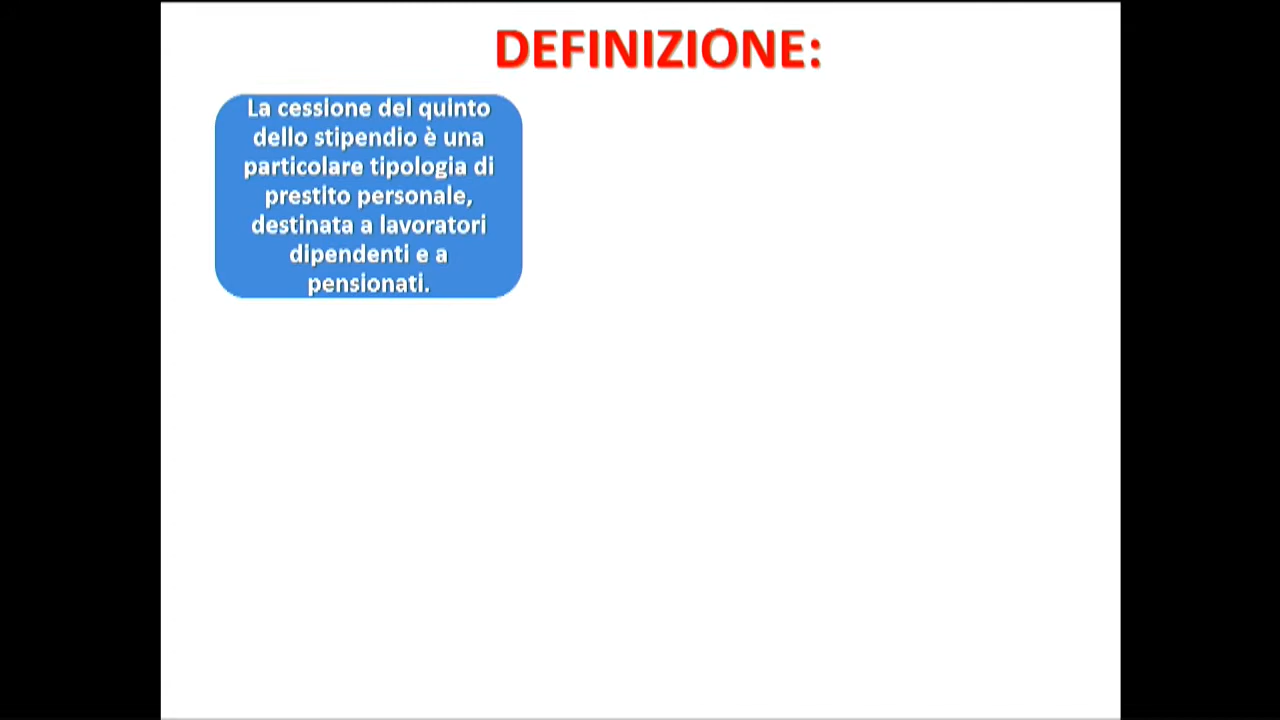 DEFINIZIONE:
La cessione del quinto
dello stipendio è una
particolare tipologia di
prestito personale,
destinata a lavoratori
dipendenti e a
pensionati.